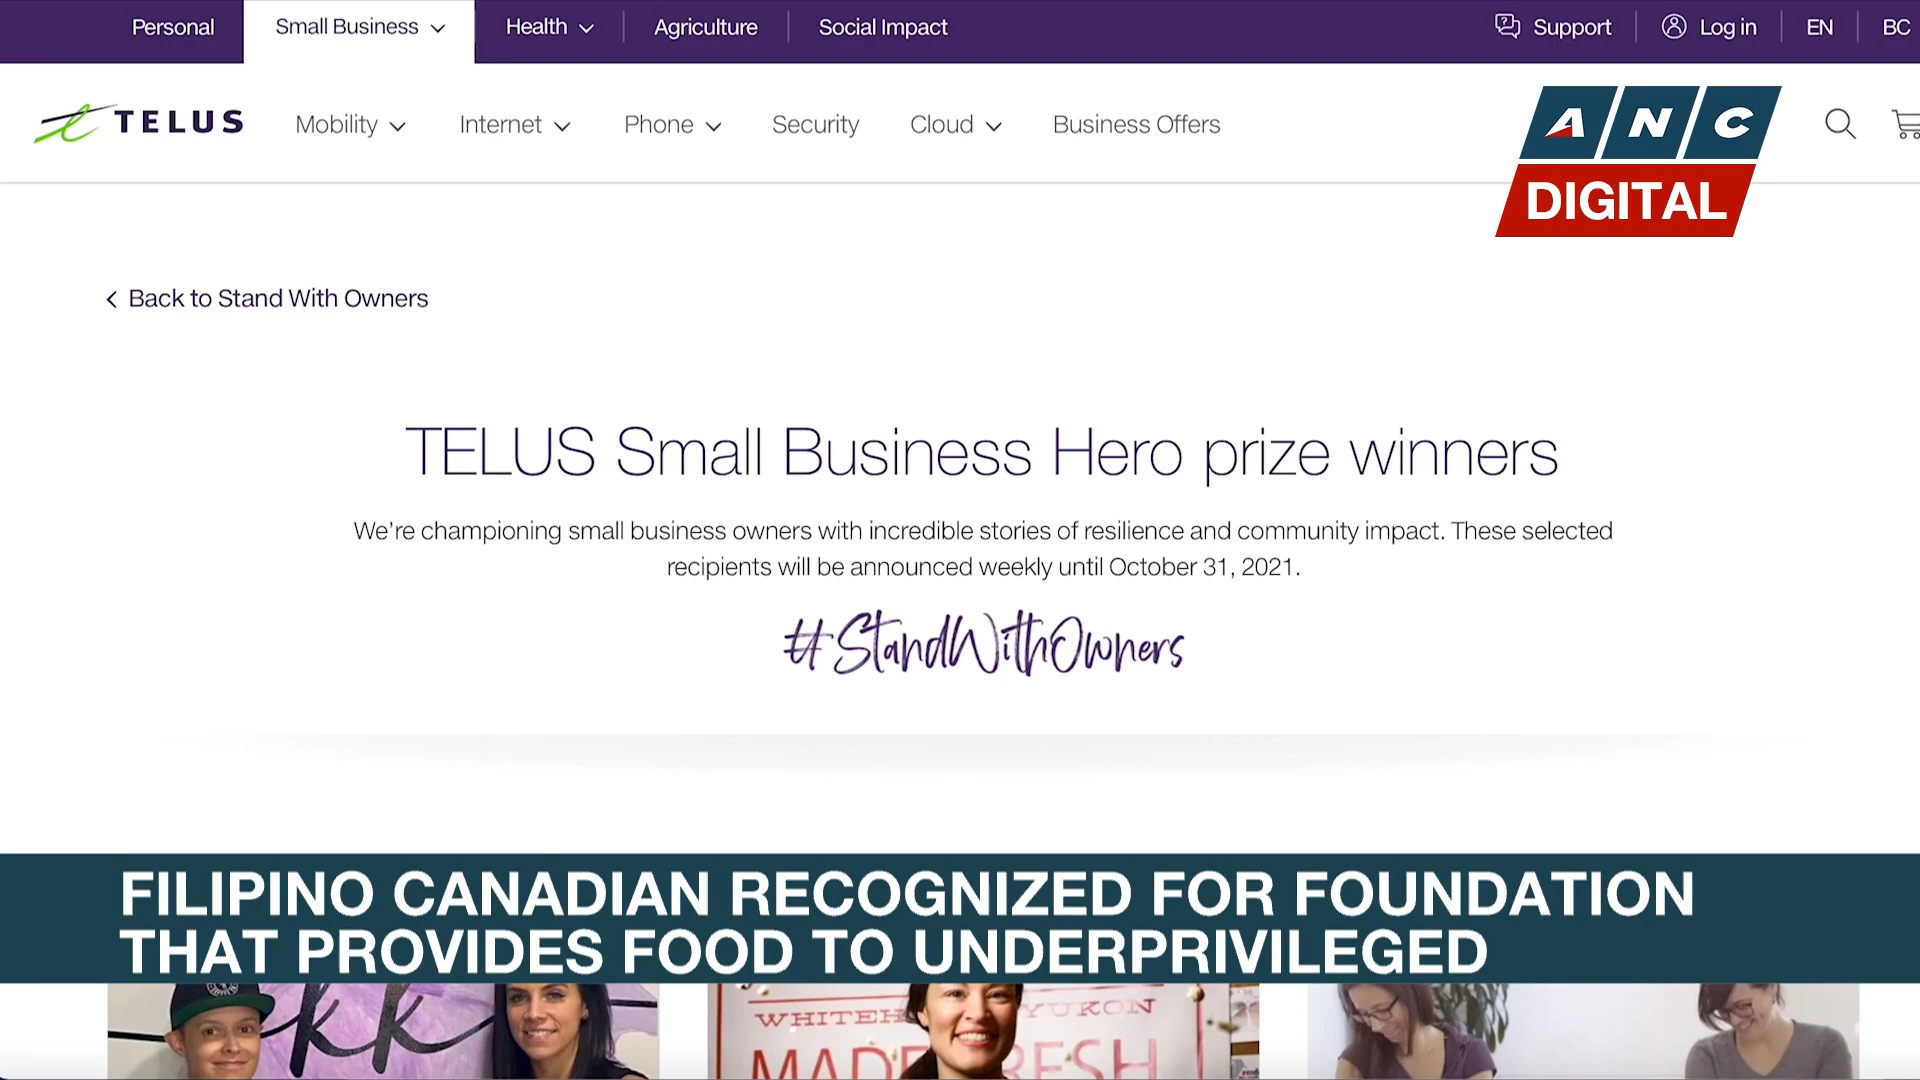 Personal
Small Business
Health
Agriculture
Social Impact
Support
Log in
EN
BC
TELUS
Mobility
Internet
Phone
Security
Cloud
Business Offers
ANC
DIGITAL
Back to Stand With Owners
TELUS Small Business Hero prize winners
We're championing small business owners with incredible stories of resilience and community impact. These selected
recipients will be announced weekly until October 31, 2021.
#StandWithOwners
FILIPINO CANADIAN RECOGNIZED FOR FOUNDATION
THAT PROVIDES FOOD TO UNDERPRIVILEGED
kk
YUKON
MADE